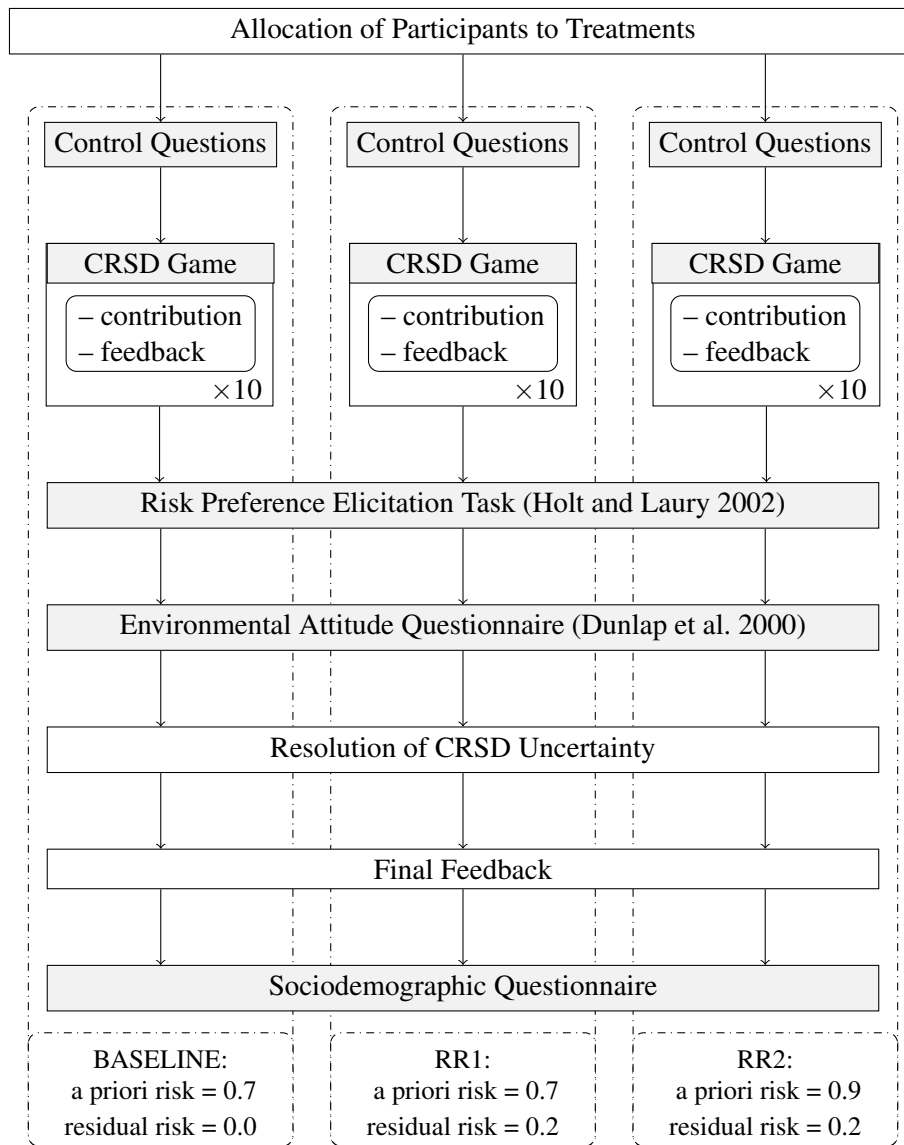 Allocation of Participants to Treatments
Control Questions Control Questions Control Questions
CRSD Game CRSD Game CRSD Game
– contribution – contribution – contribution
– feedback – feedback – feedback
×10 ×10 ×10
Risk Preference Elicitation Task (Holt and Laury 2002)
Environmental Attitude Questionnaire (Dunlap et al. 2000)
Resolution of CRSD Uncertainty
Final Feedback
Sociodemographic Questionnaire
BASELINE: RR1: RR2:
a priori risk = 0.7 a priori risk = 0.7 a priori risk = 0.9
residual risk = 0.0 residual risk = 0.2 residual risk = 0.2